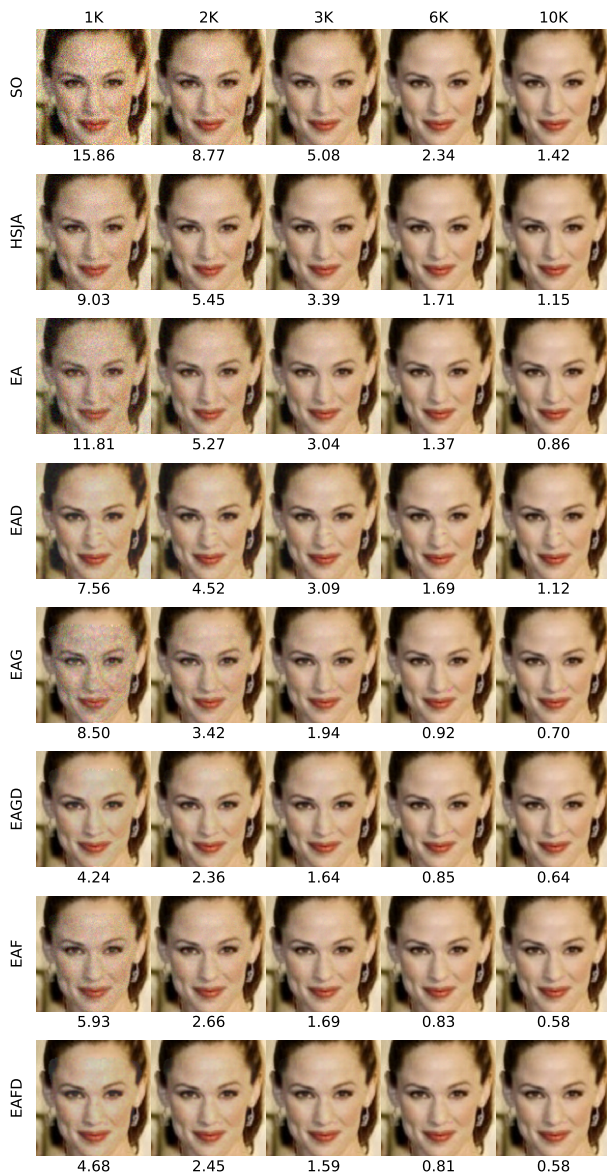 1K 2K 3K 6K 10K
SO
15.86 8.77 5.08 2.34 1.42
HSJA
9.03 5.45 3.39 1.71 1.15
EA
11.81 5.27 3.04 1.37 0.86
EAD
7.56 4.52 3.09 1.69 1.12
EAG
8.50 3.42 1.94 0.92 0.70
EAGD
4.24 2.36 1.64 0.85 0.64
EAF
5.93 2.66 1.69 0.83 0.58
EAFD
4.68 2.45 1.59 0.81 0.58